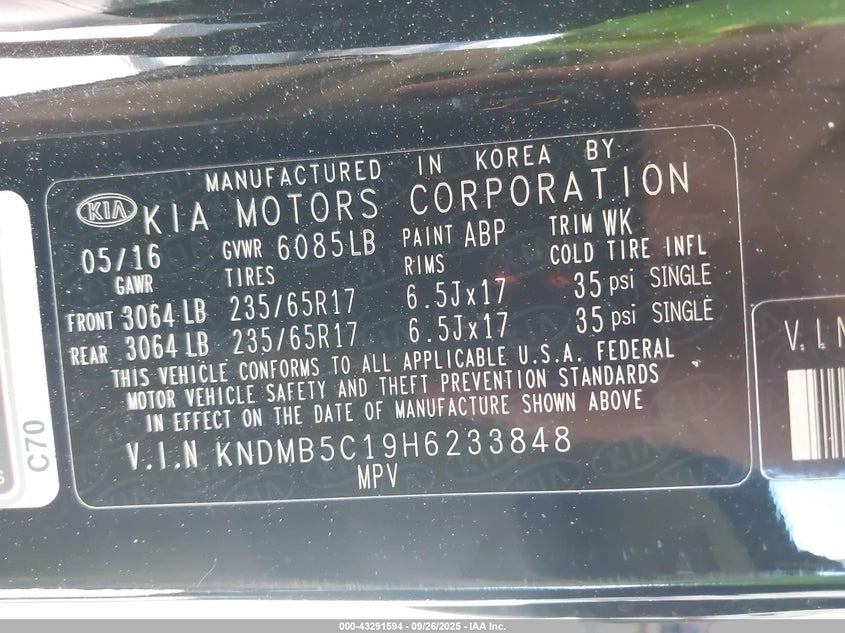 MANUFACTURED IN KOREA BY
KIA KIA MOTORS CORPORATION
05/16 GVWR 6085LB PAINT ABP TRIM WK
GAWR TIRES RIMS COLD TIRE INFL
FRONT 3064 LB 235/65R17 6.5Jx17 35 psi SINGLE
REAR 3064 LB 235/65R17 6.5Jx17 35 psi SINGLE
THIS VEHICLE CONFORMS TO ALL APPLICABLE U.S.A. FEDERAL
MOTOR VEHICLE SAFETY AND THEFT PREVENTION STANDARDS
IN EFFECT ON THE DATE OF MANUFACTURE SHOWN ABOVE
V.I.N KNDMB5C19H6233848
MPV
C70
V.I.N
000-43291594 - 09/26/2025 - IAA Inc.